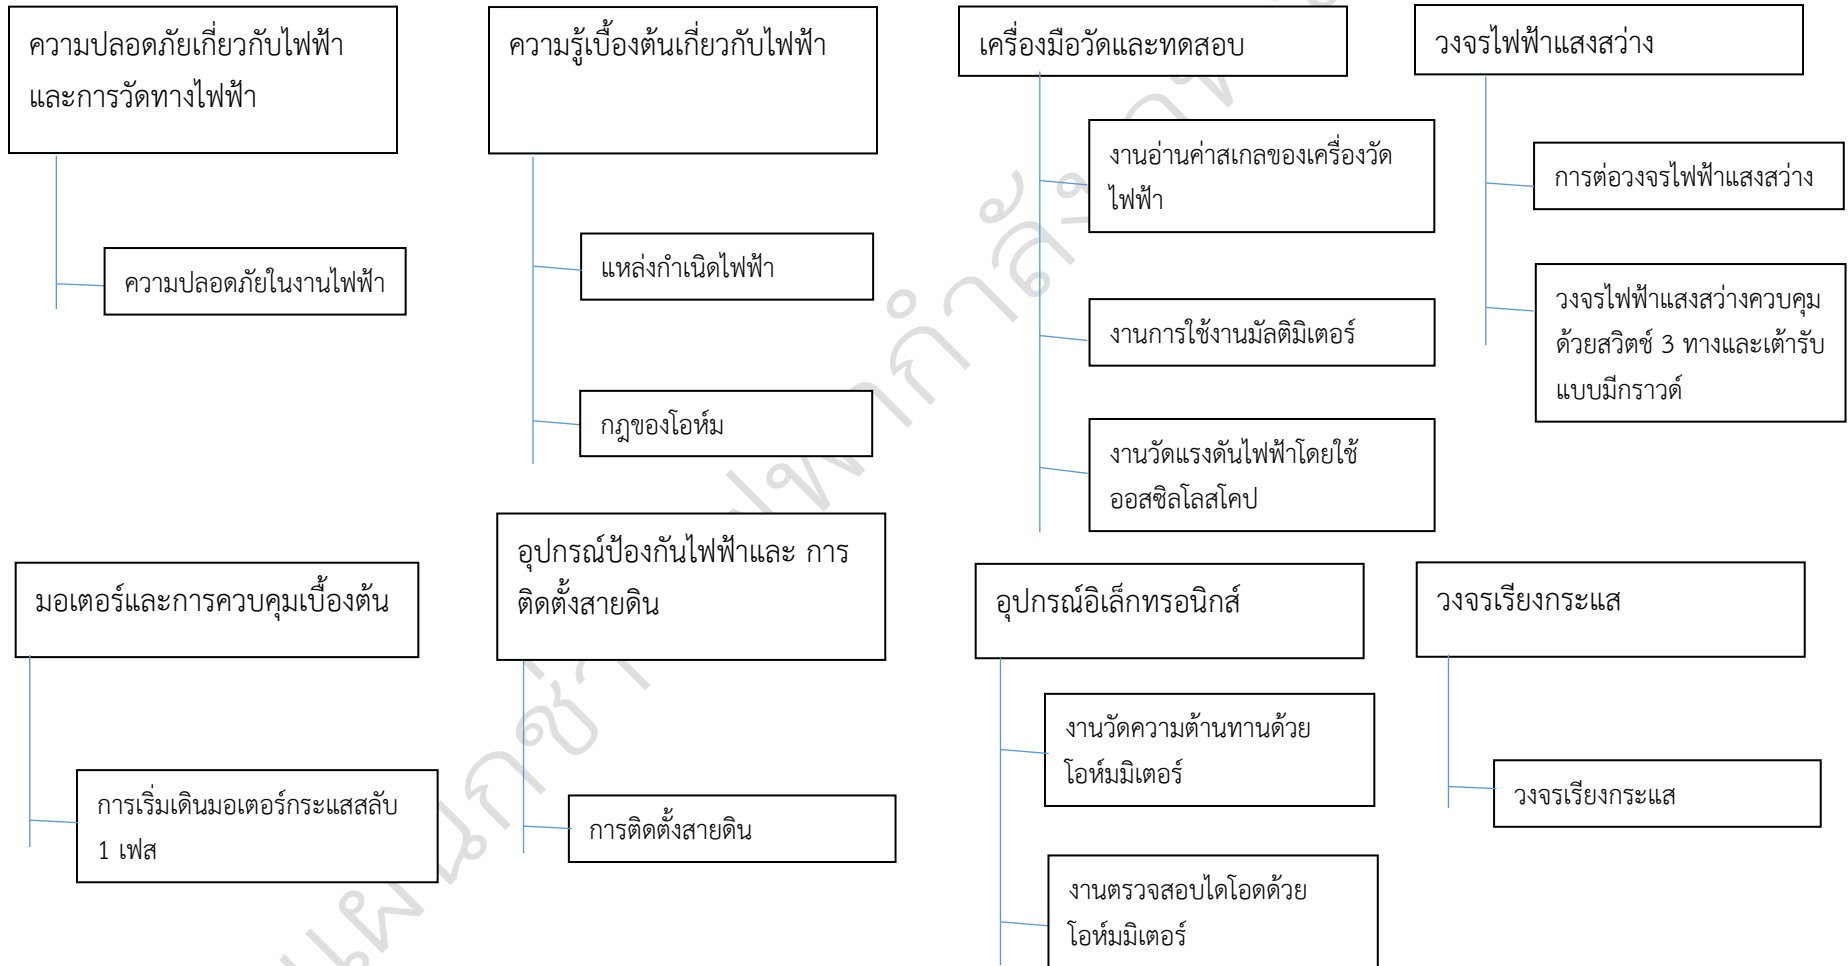 ความปลอดภัยเกี่ยวกับไฟฟ้า
และการวัดทางไฟฟ้า
ความปลอดภัยในงานไฟฟ้า
ความรู้เบื้องต้นเกี่ยวกับไฟฟ้า
แหล่งกำเนิดไฟฟ้า
กฎของโอห์ม
เครื่องมือวัดและทดสอบ
งานอ่านค่าสเกลของเครื่องวัด
ไฟฟ้า
งานการใช้งานมัลติมิเตอร์
งานวัดแรงดันไฟฟ้าโดยใช้
ออสซิลโลสโคป
วงจรไฟฟ้าแสงสว่าง
การต่อวงจรไฟฟ้าแสงสว่าง
วงจรไฟฟ้าแสงสว่างควบคุม
ด้วยสวิตช์ 3 ทางและเต้ารับ
แบบมีกราวด์
มอเตอร์และการควบคุมเบื้องต้น
การเริ่มเดินมอเตอร์กระแสสลับ
1 เฟส
อุปกรณ์ป้องกันไฟฟ้าและ การ
ติดตั้งสายดิน
การติดตั้งสายดิน
อุปกรณ์อิเล็กทรอนิกส์
งานวัดความต้านทานด้วย
โอห์มมิเตอร์
งานตรวจสอบไดโอดด้วย
โอห์มมิเตอร์
วงจรเรียงกระแส
วงจรเรียงกระแส